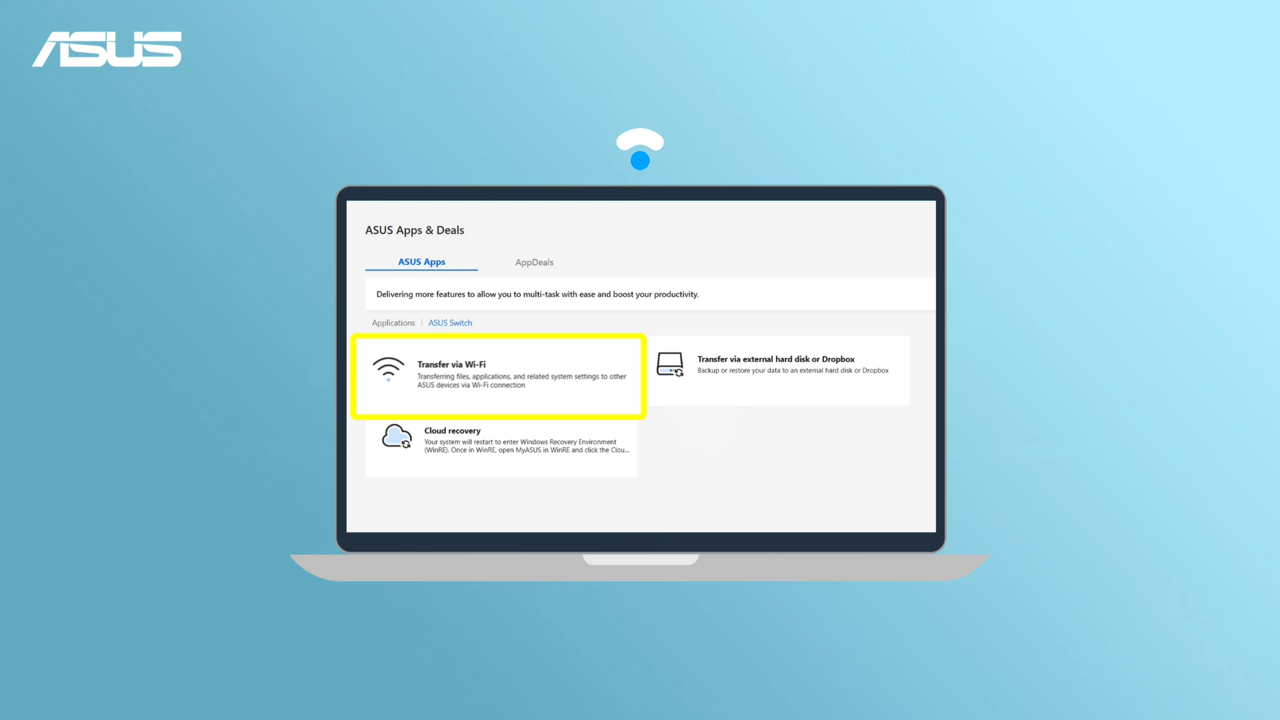 ASUS
ASUS Apps & Deals
ASUS Apps
AppDeals
Delivering more features to allow you to multi-task with ease and boost your productivity.
Applications | ASUS Switch
Transfer via Wi-Fi
Transferring files, applications, and related system settings to other
ASUS devices via Wi-Fi connection
Transfer via external hard disk or Dropbox
Backup or restore your data to an external hard disk or Dropbox
Cloud recovery
Your system will restart to enter Windows Recovery Environment
(WinRE). Once in WinRE, open MyASUS in WinRE and click the Clou...